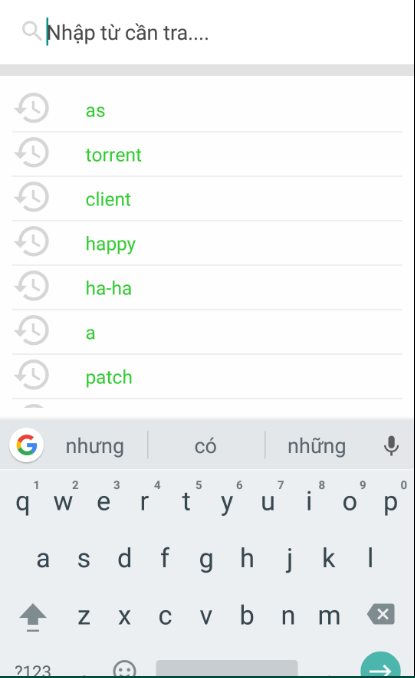 Nhập từ cần tra....
as
torrent
client
happy
ha-ha
a
patch
G nhưng có những
1 2 3 4 5 6 7 8 9 0
q w e r t y u i o p
a s d f g h j k l
z x c v b n m
?123 , .